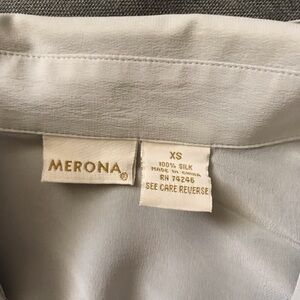 MERONA®
XS
100% SILK
MADE IN CHINA
RN 74246
SEE CARE REVERSE